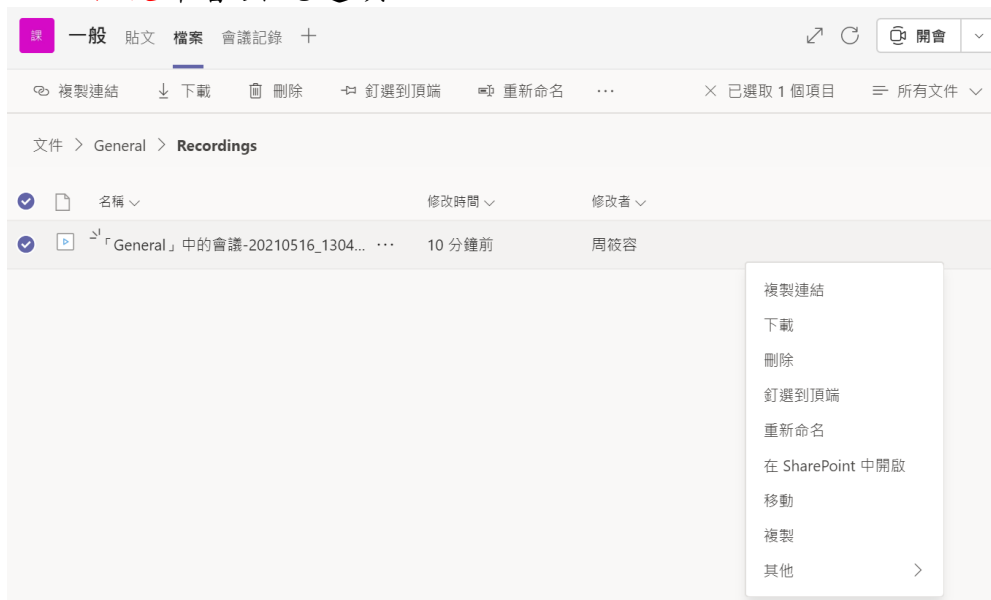 課 一般 貼文 檔案 會議記錄 開會
複製連結 下載 刪除 釘選到頂端 重新命名 ... 已選取 1 個項目 所有文件
文件 > General > Recordings
名稱 修改時間 修改者
「General」中的會議-20210516_1304... ... 10 分鐘前 周筱容
複製連結
下載
刪除
釘選到頂端
重新命名
在 SharePoint 中開啟
移動
複製
其他